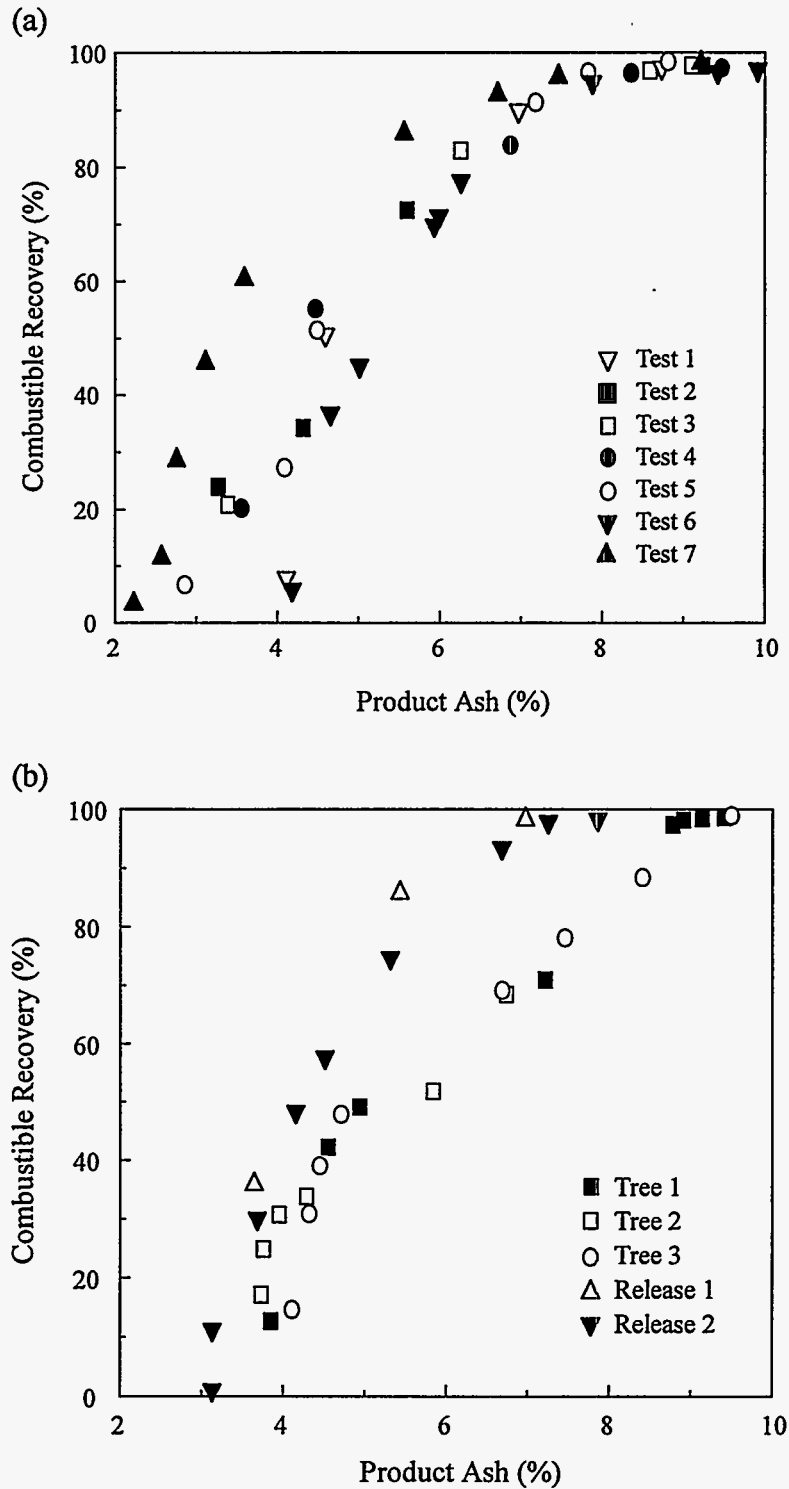 (a)
100
80
60
40
20
0
Combustible Recovery (%)
2 4 6 8 10
Product Ash (%)
Test 1
Test 2
Test 3
Test 4
Test 5
Test 6
Test 7
(b)
100
80
60
40
20
0
Combustible Recovery (%)
2 4 6 8 10
Product Ash (%)
Tree 1
Tree 2
Tree 3
Release 1
Release 2